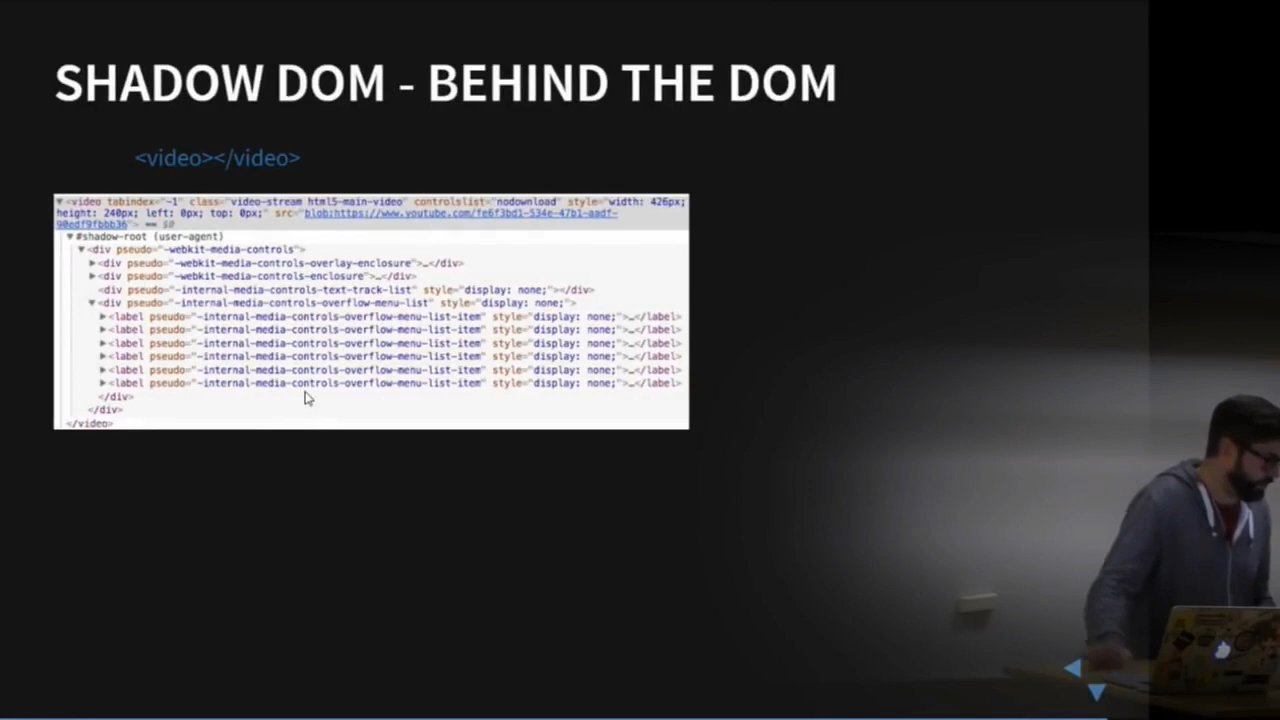 SHADOW DOM - BEHIND THE DOM
<video></video>
▼<video tabindex="-1" class="video-stream html5-main-video" controlslist="nodownload" style="width: 426px;
height: 240px; left: 0px; top: 0px;" src="blob:https://www.youtube.com/fe6f3bd1-534e-47b1-aadf-
90edf9fbbb36"> == $0
▼#shadow-root (user-agent)
▼<div pseudo="-webkit-media-controls">
▶<div pseudo="-webkit-media-controls-overlay-enclosure">…</div>
▶<div pseudo="-webkit-media-controls-enclosure">…</div>
<div pseudo="-internal-media-controls-text-track-list" style="display: none;"></div>
▼<div pseudo="-internal-media-controls-overflow-menu-list" style="display: none;">
▶<label pseudo="-internal-media-controls-overflow-menu-list-item" style="display: none;">…</label>
▶<label pseudo="-internal-media-controls-overflow-menu-list-item" style="display: none;">…</label>
▶<label pseudo="-internal-media-controls-overflow-menu-list-item" style="display: none;">…</label>
▶<label pseudo="-internal-media-controls-overflow-menu-list-item" style="display: none;">…</label>
▶<label pseudo="-internal-media-controls-overflow-menu-list-item" style="display: none;">…</label>
▶<label pseudo="-internal-media-controls-overflow-menu-list-item" style="display: none;">…</label>
</div>
</div>
</video>